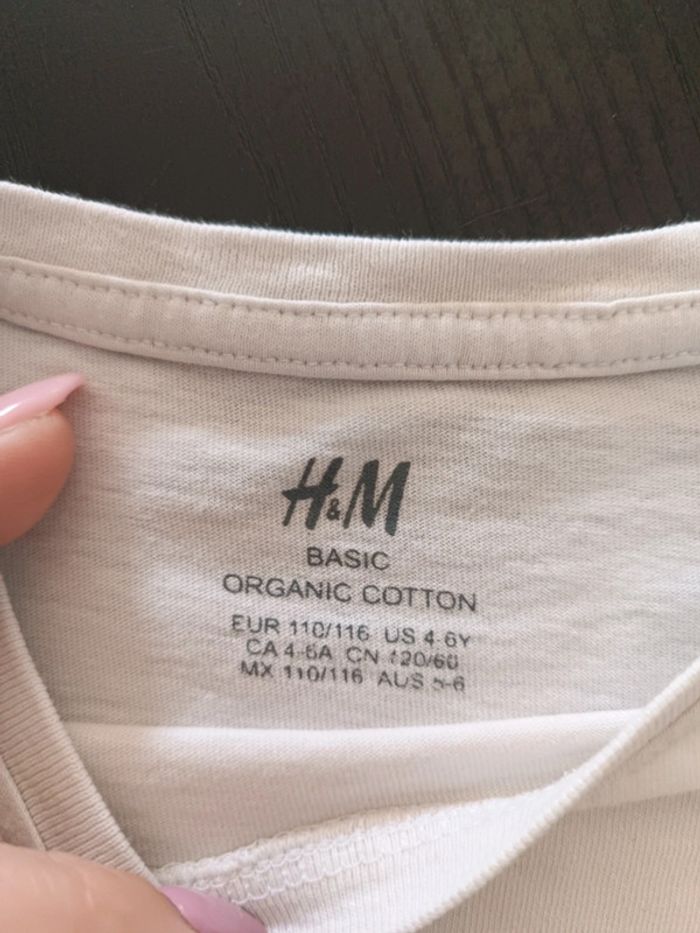 H&M
BASIC
ORGANIC COTTON
EUR 110/116 US 4-6Y
CA 4-6A CN 120/60
MX 110/116 AUS 5-6